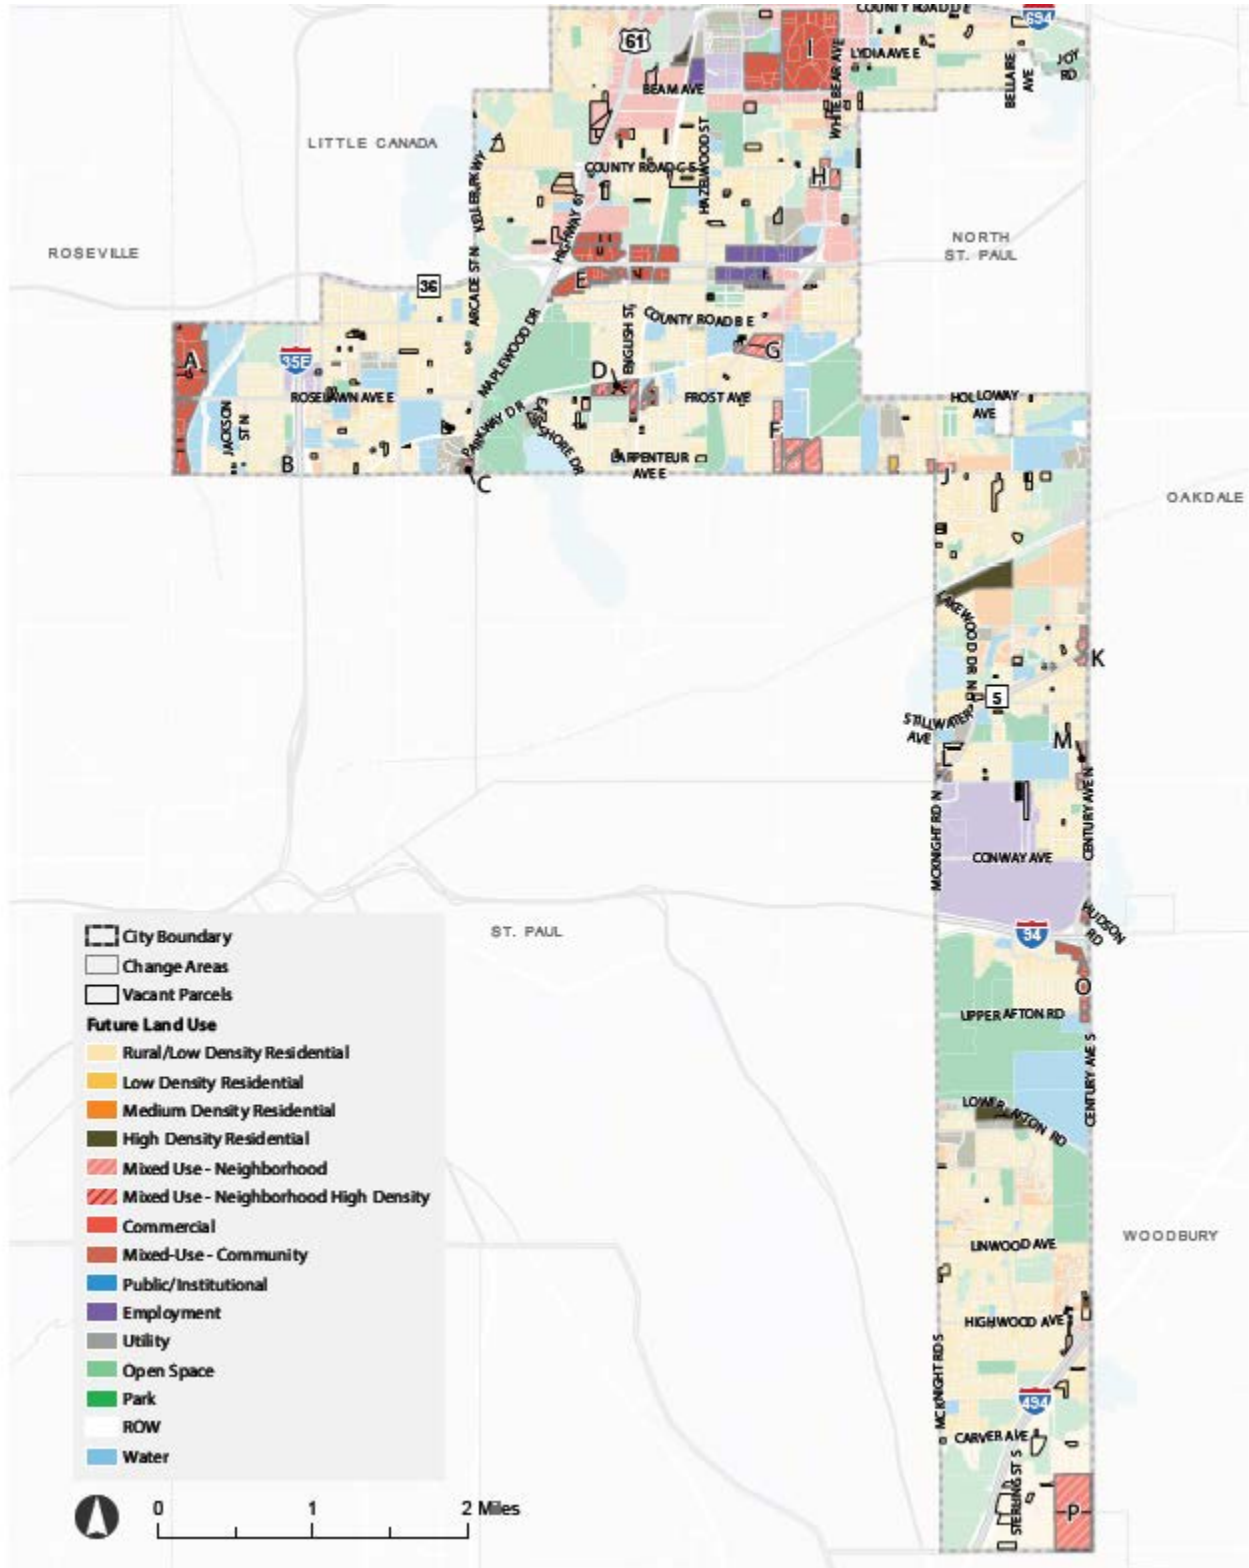 COUNTY ROAD D E
694
61
I
WHITE BEAR AVE
LYDIA AVE E
BELLAIRE
AVE
JOY
RD
BEAM AVE
LITTLE CANADA
KELLER PKWY
COUNTY ROAD C E
HAZELWOOD ST
H
HIGHWAY 61
ROSEVILLE
NORTH
ST. PAUL
36
ARCADE ST N
E
MAPLEWOOD DR
ENGLISH ST
COUNTY ROAD B E
G
A
35E
D
ROSELAWN AVE E
FROST AVE
HOLLOWAY
AVE
JACKSON
ST N
PARKWAY DR
EAST SHORE DR
F
B
LARPENTEUR
AVE E
C
J
OAKDALE
LAKEWOOD DR N
K
5
STILLWATER
AVE
M
L
MCKNIGHT RD N
CENTURY AVE N
CONWAY AVE
HUDSON
RD
ST. PAUL
94
O
UPPER AFTON RD
CENTURY AVE S
LOWER AFTON RD
WOODBURY
LINWOOD AVE
HIGHWOOD AVE
MCKNIGHT RD S
494
CARVER AVE
STERLING ST S
P
City Boundary
Change Areas
Vacant Parcels
Future Land Use
Rural/Low Density Residential
Low Density Residential
Medium Density Residential
High Density Residential
Mixed Use - Neighborhood
Mixed Use - Neighborhood High Density
Commercial
Mixed-Use - Community
Public/Institutional
Employment
Utility
Open Space
Park
ROW
Water
0 1 2 Miles